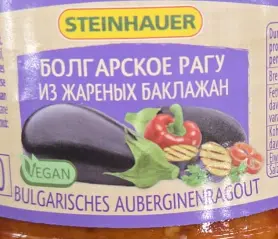 STEINHAUER
БОЛГАРСКОЕ РАГУ
ИЗ ЖАРЕНЫХ БАКЛАЖАН
VEGAN
BULGARISCHES AUBERGINENRAGOUT